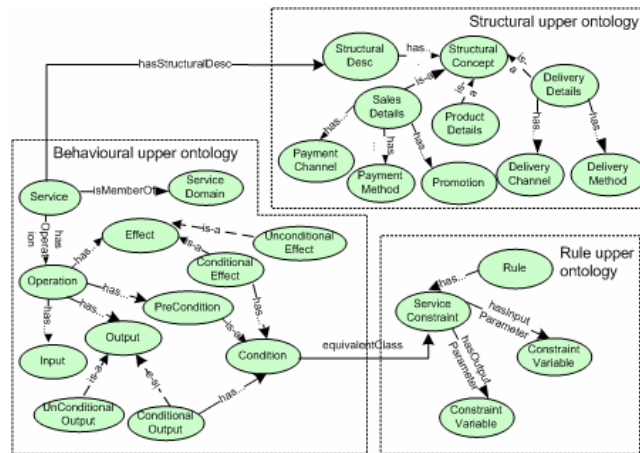 Structural upper ontology
Structural
Desc
has...
.
Structural
Concept
is-
a
Delivery
Details
hasStructuralDesc
is-a
is-
a
Sales
Details
Product
Details
has...
has...
...
has...
has...
has...
Payment
Channel
Payment
Method
Promotion
Delivery
Channel
Delivery
Method
Behavioural upper ontology
Service
isMemberOf
Service
Domain
has
Operat
ion
Effect
is-a
Unconditional
Effect
has...
is-a
Conditional
Effect
Operation
has...
has...
has...
has...
PreCondition
is-a
Input
Output
Condition
is-a
is-a
has...
UnConditional
Output
Conditional
Output
equivalentClass
Rule upper
ontology
Rule
has...
Service
Constraint
hasInput
Parameter
hasOutput
Parameter
Constraint
Variable
Constraint
Variable